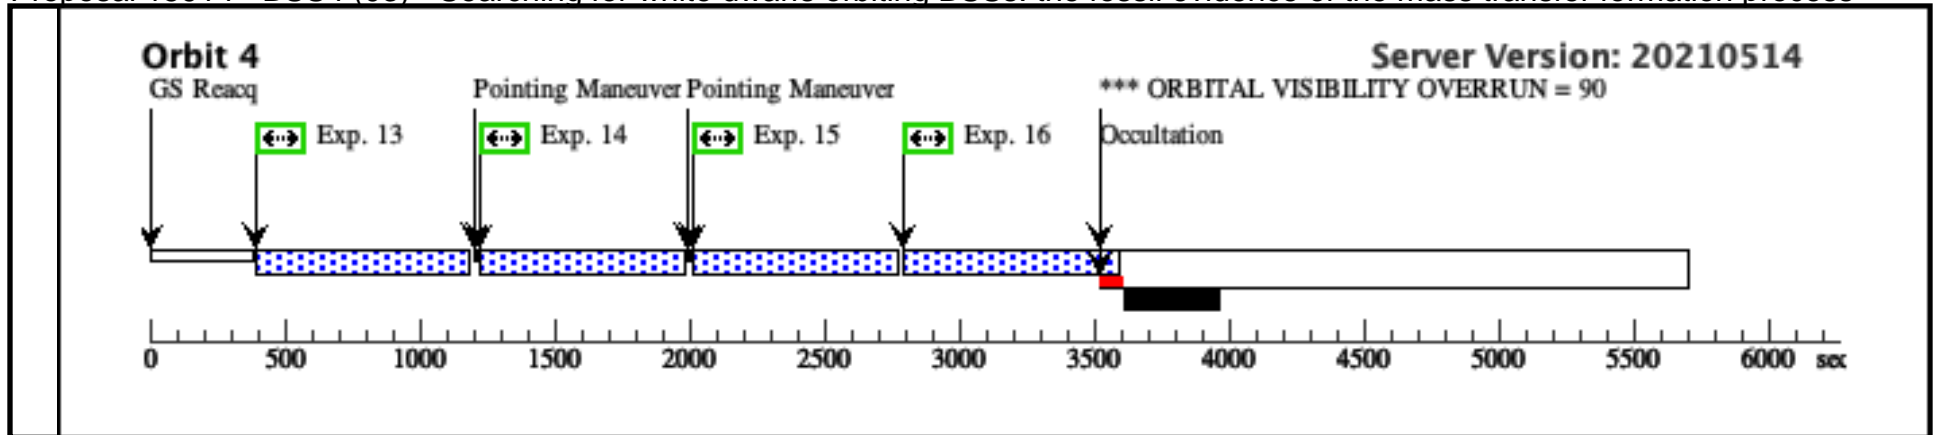 Orbit 4
Server Version: 20210514
GS Reacq
Pointing Maneuver Pointing Maneuver
*** ORBITAL VISIBILITY OVERRUN = 90
Exp. 13
Exp. 14
Exp. 15
Exp. 16
Occultation
0 500 1000 1500 2000 2500 3000 3500 4000 4500 5000 5500 6000 sec